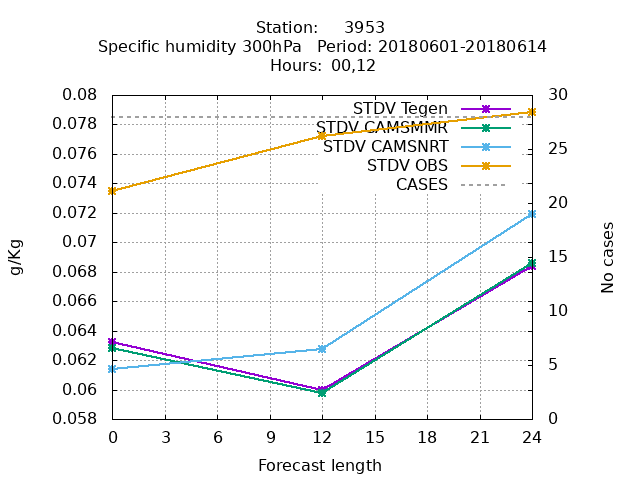 Station: 3953
Specific humidity 300hPa Period: 20180601-20180614
Hours: 00,12
0.08
0.078
0.076
0.074
0.072
0.07
0.068
0.066
0.064
0.062
0.06
0.058
g/Kg
STDV Tegen
STDV CAMSMMR
STDV CAMSNRT
STDV OBS
CASES
30
25
20
15
10
5
0
No cases
0 3 6 9 12 15 18 21 24
Forecast length